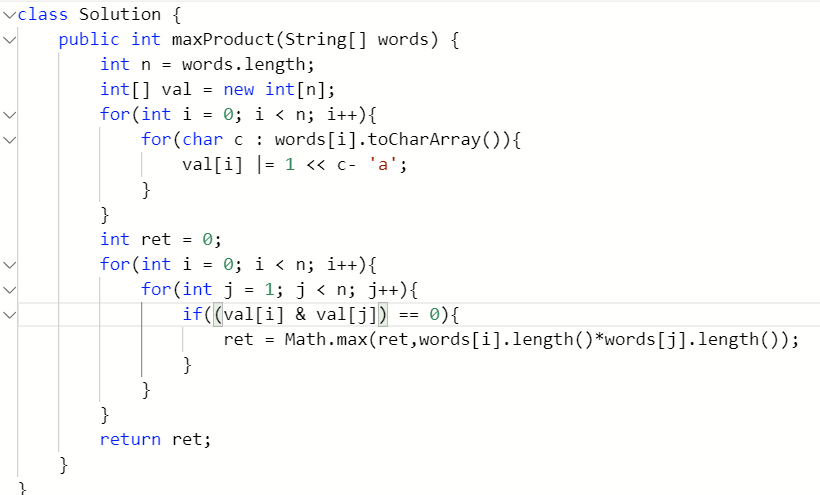 class Solution {
    public int maxProduct(String[] words) {
        int n = words.length;
        int[] val = new int[n];
        for(int i = 0; i < n; i++){
            for(char c : words[i].toCharArray()){
                val[i] |= 1 << c- 'a';
            }
        }
        int ret = 0;
        for(int i = 0; i < n; i++){
            for(int j = 1; j < n; j++){
                if((val[i] & val[j]) == 0){
                    ret = Math.max(ret,words[i].length()*words[j].length());
                }
            }
        }
        return ret;
    }
}